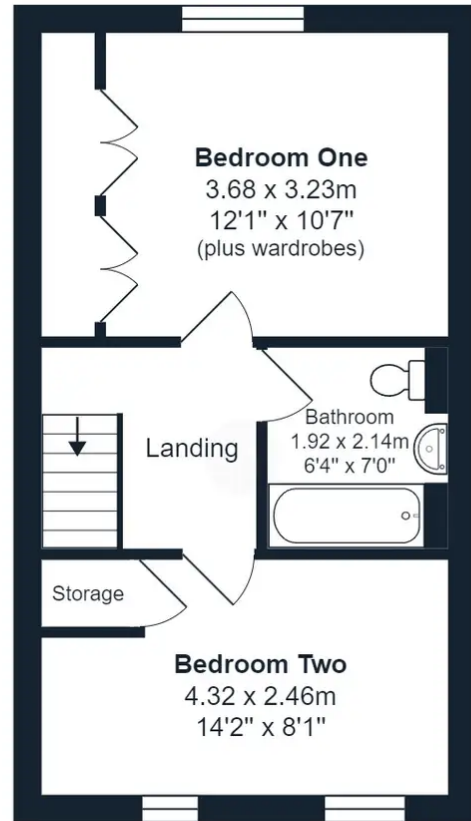 Bedroom One
3.68 x 3.23m
12'1" x 10'7"
(plus wardrobes)
Bathroom
1.92 x 2.14m
6'4" x 7'0"
Landing
Storage
Bedroom Two
4.32 x 2.46m
14'2" x 8'1"